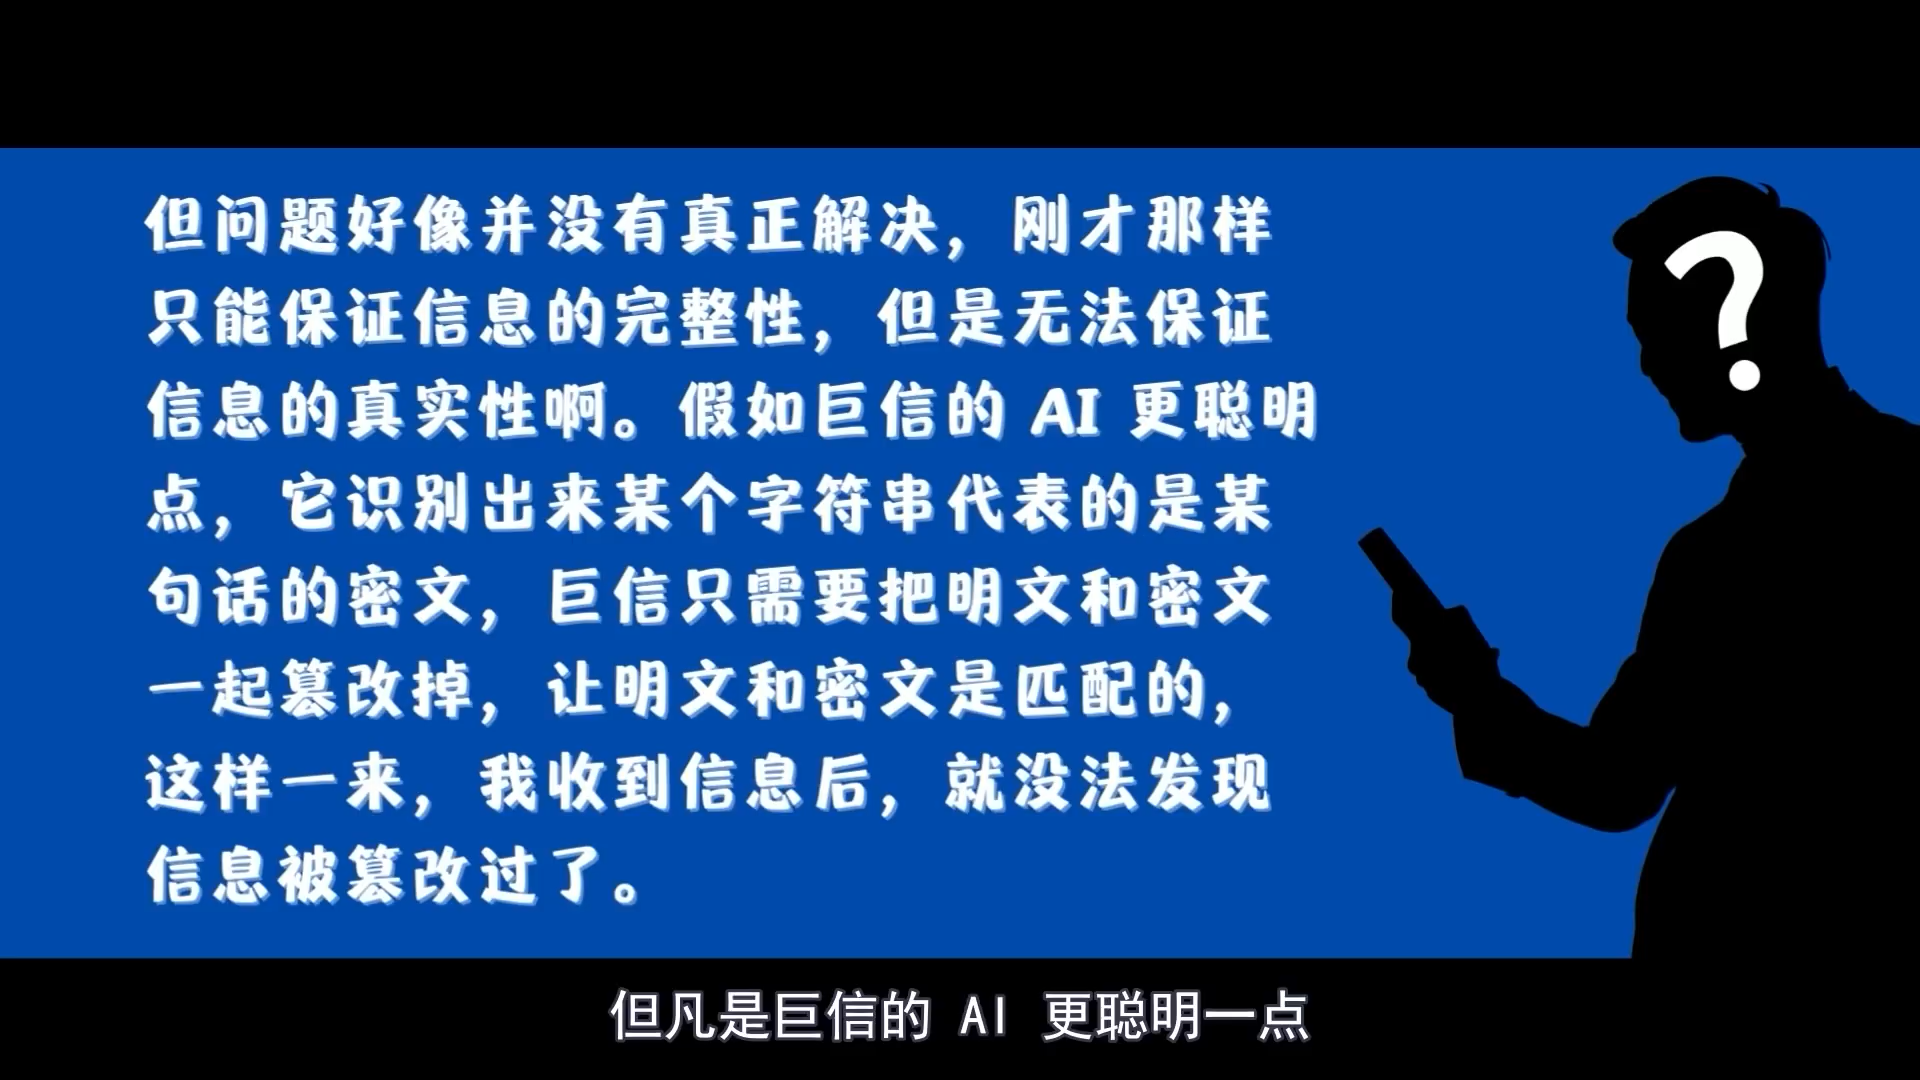 但问题好像并没有真正解决，刚才那样
只能保证信息的完整性，但是无法保证
信息的真实性啊。假如巨信的 AI 更聪明
点，它识别出来某个字符串代表的是某
句话的密文，巨信只需要把明文和密文
一起篡改掉，让明文和密文是匹配的，
这样一来，我收到信息后，就没法发现
信息被篡改过了。
?
但凡是巨信的 AI 更聪明一点